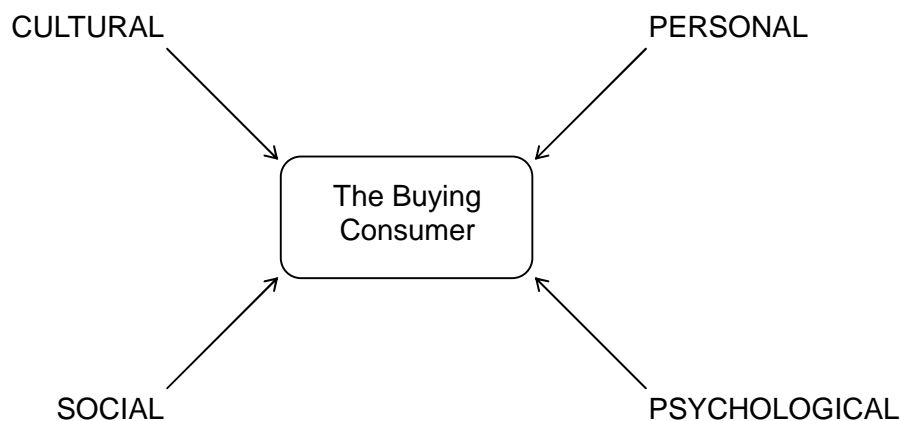 CULTURAL
PERSONAL
The Buying
Consumer
SOCIAL
PSYCHOLOGICAL